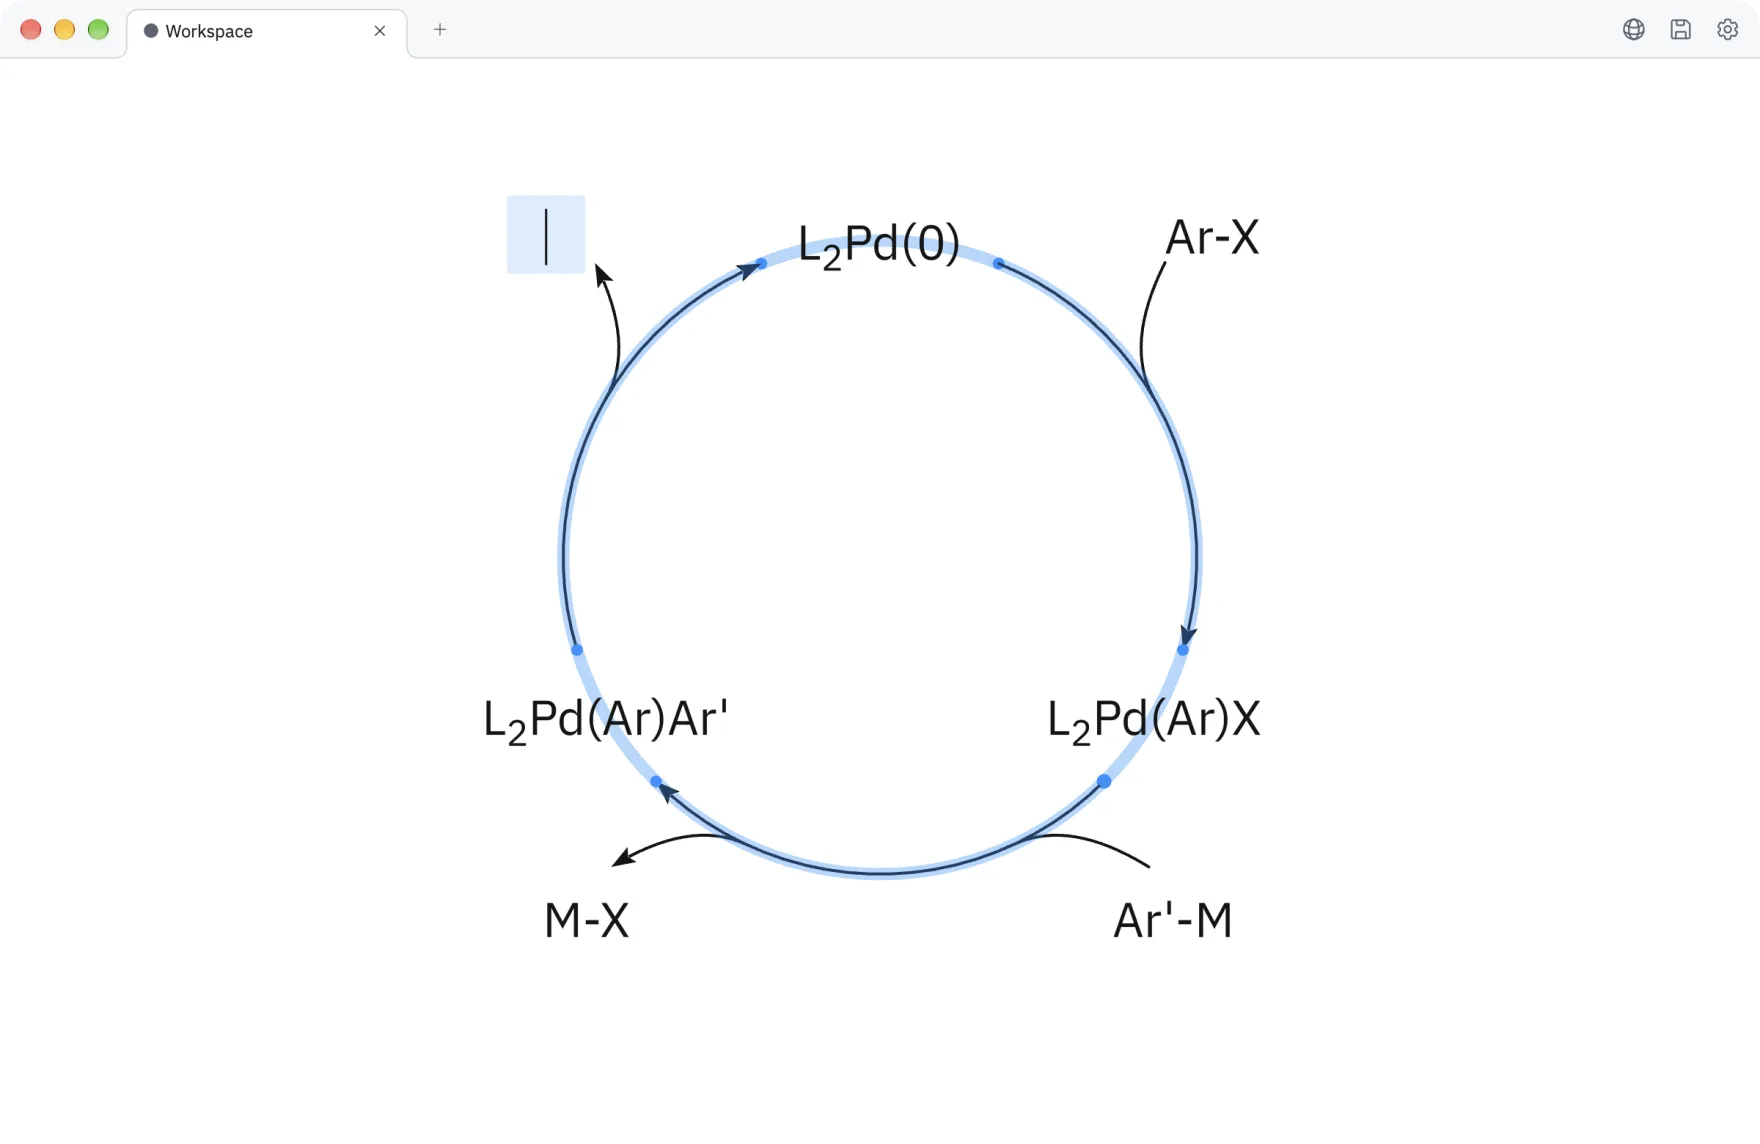 Workspace
L₂Pd(0)
Ar-X
L₂Pd(Ar)Ar'
L₂Pd(Ar)X
M-X
Ar'-M